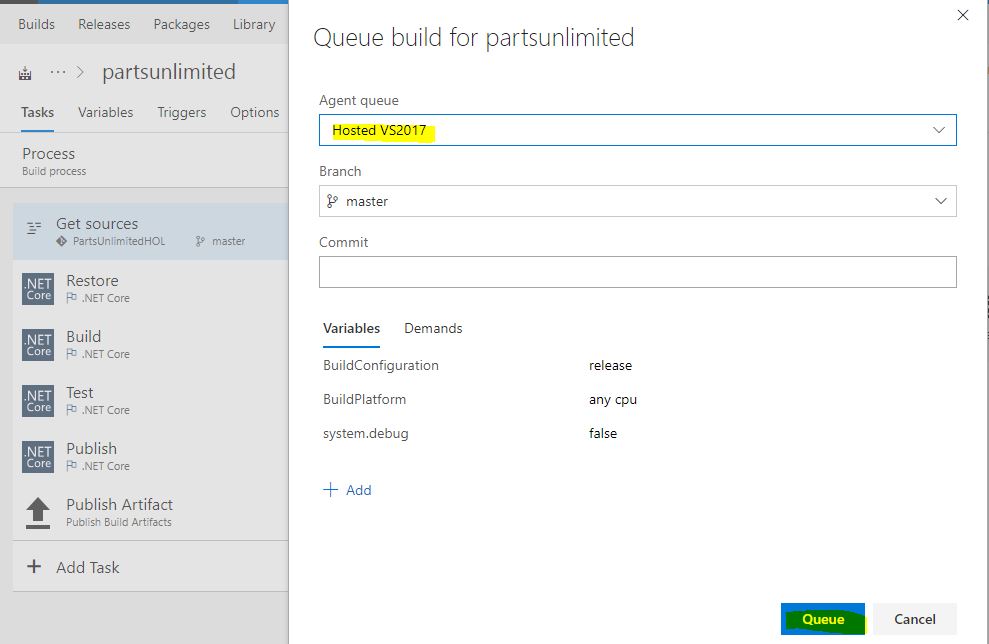 Builds Releases Packages Library
... > partsunlimited
Tasks Variables Triggers Options
Process
Build process
Get sources
PartsUnlimitedHOL master
.NET Core Restore
.NET Core
.NET Core Build
.NET Core
.NET Core Test
.NET Core
.NET Core Publish
.NET Core
Publish Artifact
Publish Build Artifacts
+ Add Task
Queue build for partsunlimited
Agent queue
Hosted VS2017
Branch
master
Commit
Variables Demands
BuildConfiguration release
BuildPlatform any cpu
system.debug false
+ Add
Queue Cancel